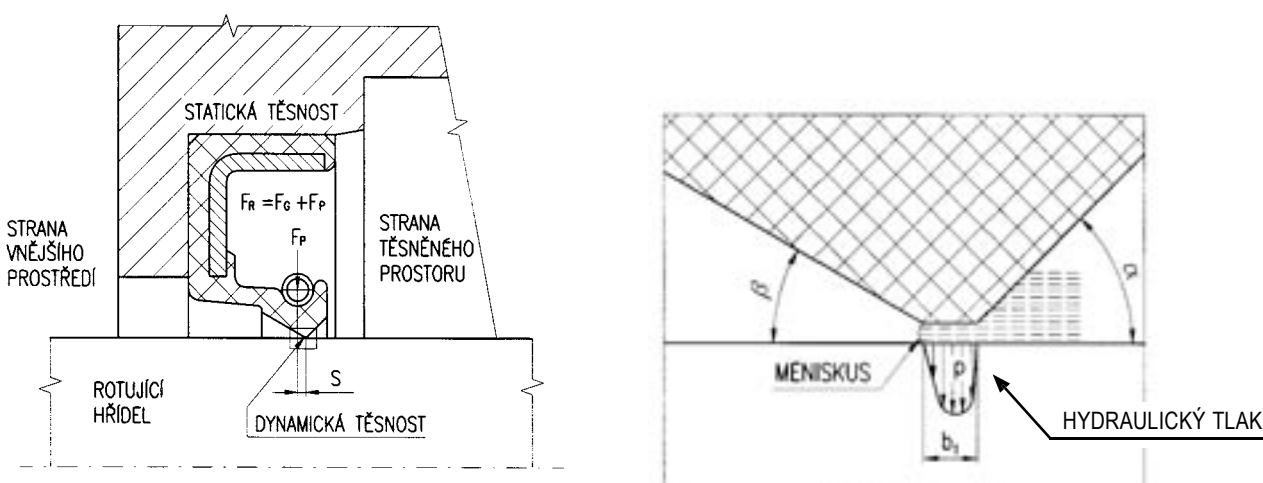 STATICKÁ TĚSNOST
F_R = F_G + F_P
F_P
STRANA
VNĚJŠÍHO
PROSTŘEDÍ
STRANA
TĚSNĚNÉHO
PROSTORU
S
ROTUJÍCÍ
HŘÍDEL
DYNAMICKÁ TĚSNOST
β
α
MENISKUS
p
b₁
HYDRAULICKÝ TLAK